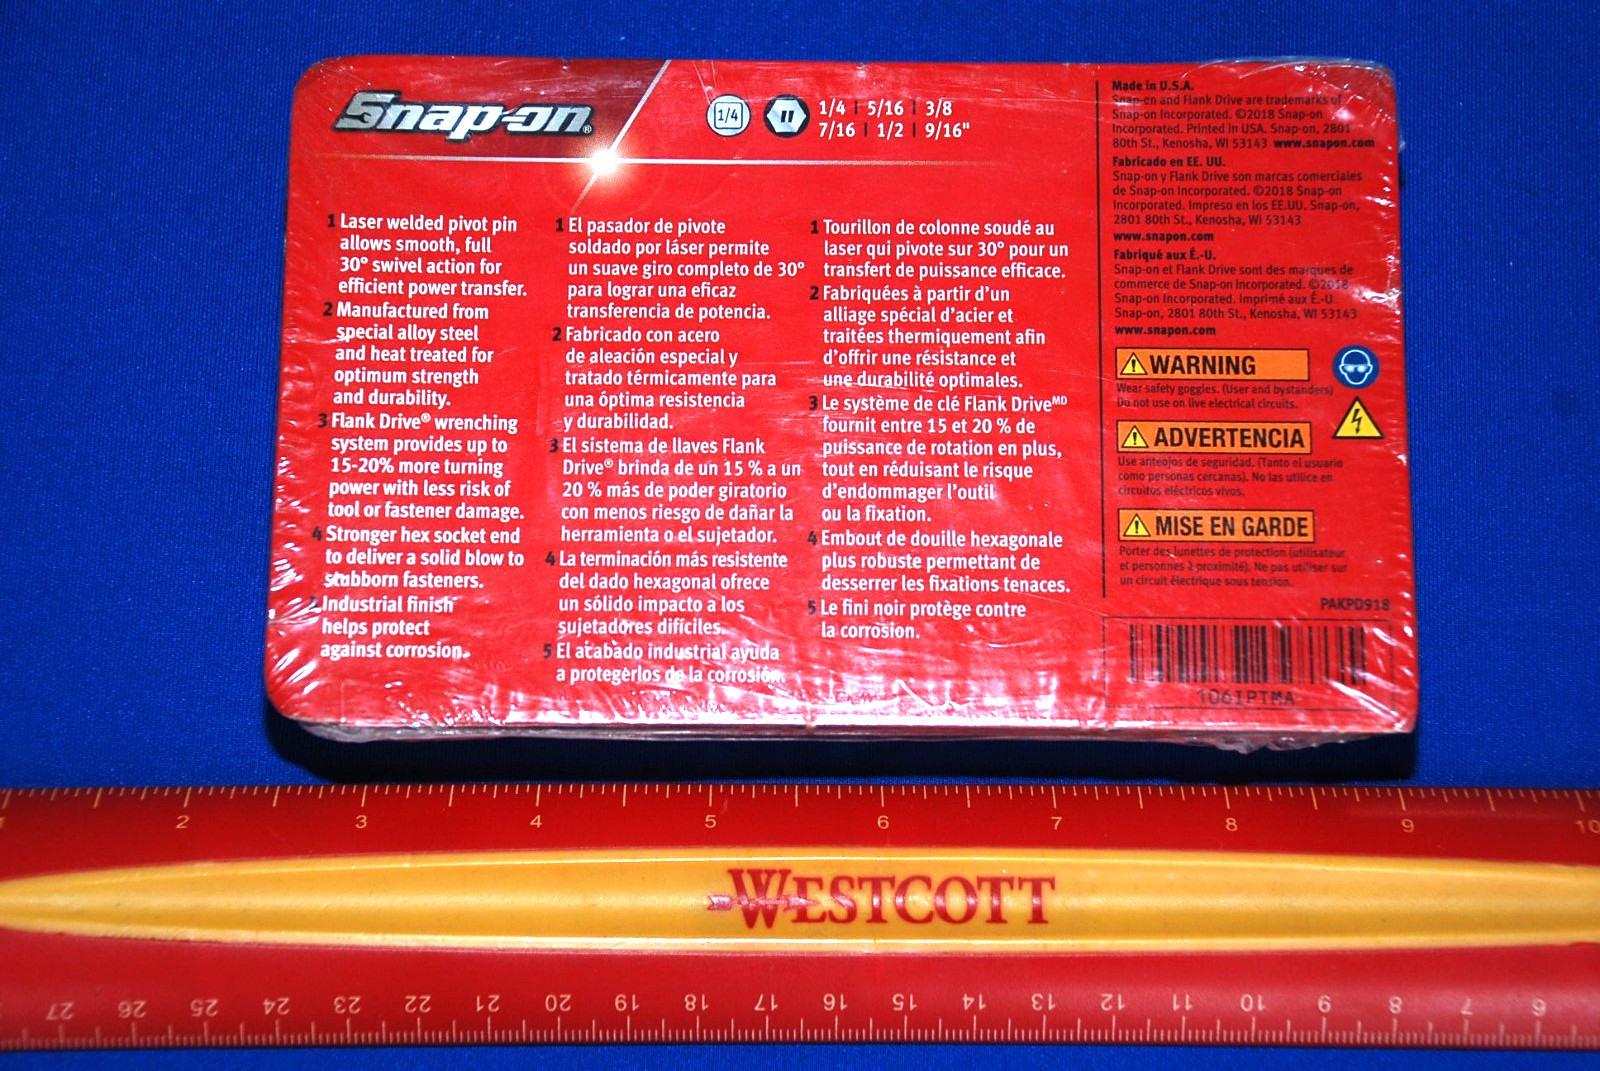 Snap-on®
1/4
1/4 | 5/16 | 3/8
7/16 | 1/2 | 9/16"
1 Laser welded pivot pin
allows smooth, full
30° swivel action for
efficient power transfer.
2 Manufactured from
special alloy steel
and heat treated for
optimum strength
and durability.
3 Flank Drive® wrenching
system provides up to
15-20% more turning
power with less risk of
tool or fastener damage.
4 Stronger hex socket end
to deliver a solid blow to
stubborn fasteners.
Industrial finish
helps protect
against corrosion.
1 El pasador de pivote
soldado por láser permite
un suave giro completo de 30°
para lograr una eficaz
transferencia de potencia.
2 Fabricado con acero
de aleación especial y
tratado térmicamente para
una óptima resistencia
y durabilidad.
3 El sistema de llaves Flank
Drive® brinda de un 15 % a un
20 % más de poder giratorio
con menos riesgo de dañar la
herramienta o el sujetador.
4 La terminación más resistente
del dado hexagonal ofrece
un sólido impacto a los
sujetadores difíciles.
5 El acabado industrial ayuda
a protegerlos de la corrosión.
1 Tourillon de colonne soudé au
laser qui pivote sur 30° pour un
transfert de puissance efficace.
2 Fabriquées à partir d'un
alliage spécial d'acier et
traitées thermiquement afin
d'offrir une résistance et
une durabilité optimales.
3 Le système de clé Flank Drive MD
fournit entre 15 et 20 % de
puissance de rotation en plus,
tout en réduisant le risque
d'endommager l'outil
ou la fixation.
4 Embout de douille hexagonale
plus robuste permettant de
desserrer les fixations tenaces.
5 Le fini noir protège contre
la corrosion.
Made in U.S.A.
Snap-on and Flank Drive are trademarks of
Snap-on Incorporated. ©2018 Snap-on
Incorporated. Printed in USA. Snap-on, 2801
80th St., Kenosha, WI 53143 www.snapon.com
Fabricado en EE. UU.
Snap-on y Flank Drive son marcas comerciales
de Snap-on Incorporated. ©2018 Snap-on
Incorporated. Impreso en los EE.UU. Snap-on,
2801 80th St., Kenosha, WI 53143
www.snapon.com
Fabriqué aux É.-U.
Snap-on et Flank Drive sont des marques de
commerce de Snap-on Incorporated. ©2018
Snap-on Incorporated. Imprimé aux É.-U.
Snap-on, 2801 80th St., Kenosha, WI 53143
www.snapon.com
WARNING
Wear safety goggles. (User and bystanders)
Do not use on live electrical circuits.
ADVERTENCIA
Use anteojos de seguridad. (Tanto el usuario
como personas cercanas). No las utilice en
circuitos eléctricos vivos.
MISE EN GARDE
Porter des lunettes de protection (utilisateur
et personnes à proximité). Ne pas utiliser sur
un circuit électrique sous tension.
PAKPD918
106IPTMA
2 3 4 5 6 7 8 9 10
WESTCOTT
27 26 25 24 23 22 21 20 19 18 17 16 15 14 13 12 11 10 9 8 7 6